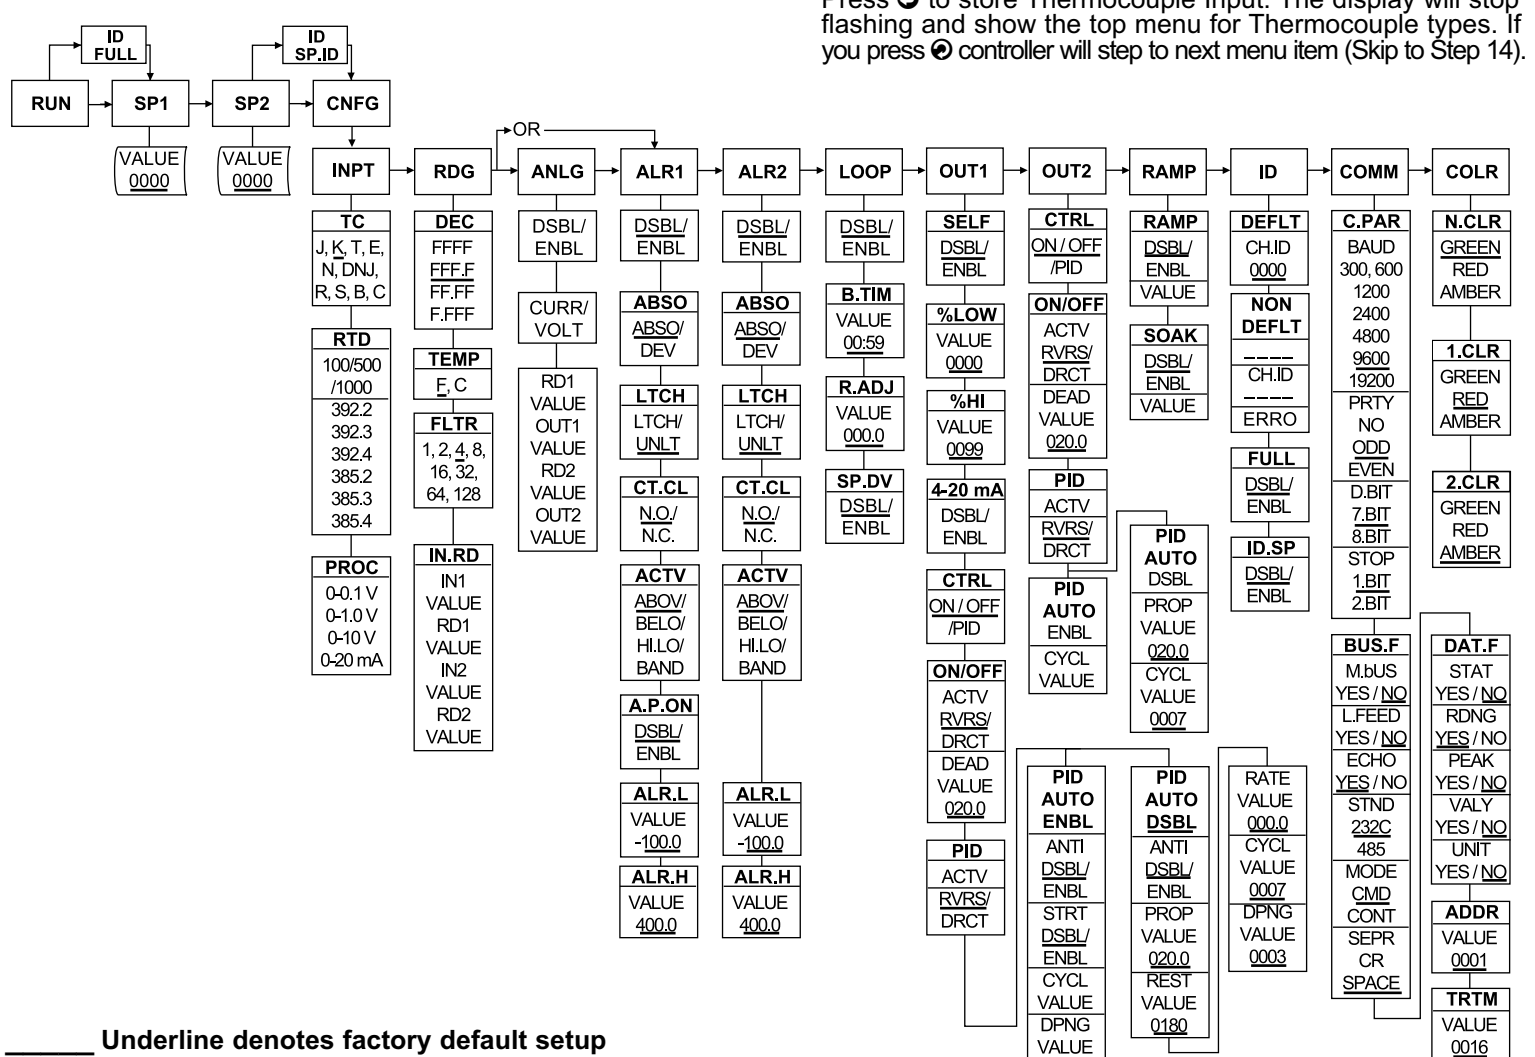 Press to store Thermocouple Input. The display will stop
flashing and show the top menu for Thermocouple types. If
you press controller will step to next menu item (Skip to Step 14).
ID
FULL
ID
SP.ID
RUN
SP1
SP2
CNFG
VALUE
0000
VALUE
0000
OR
INPT
RDG
ANLG
ALR1
ALR2
LOOP
OUT1
OUT2
RAMP
ID
COMM
COLR
TC
J, K, T, E,
N, DNJ,
R, S, B, C
RTD
100/500
/1000
392.2
392.3
392.4
385.2
385.3
385.4
PROC
0-0.1 V
0-1.0 V
0-10 V
0-20 mA
DEC
FFFF
FFF.F
FF.FF
F.FFF
TEMP
F, C
FLTR
1, 2, 4, 8,
16, 32,
64, 128
IN.RD
IN1
VALUE
RD1
VALUE
IN2
VALUE
RD2
VALUE
DSBL/
ENBL
CURR/
VOLT
RD1
VALUE
OUT1
VALUE
RD2
VALUE
OUT2
VALUE
DSBL/
ENBL
ABSO
ABSO/
DEV
LTCH
LTCH/
UNLT
CT.CL
N.O./
N.C.
ACTV
ABOV/
BELO/
HI.LO/
BAND
A.P.ON
DSBL/
ENBL
ALR.L
VALUE
-100.0
ALR.H
VALUE
400.0
DSBL/
ENBL
ABSO
ABSO/
DEV
LTCH
LTCH/
UNLT
CT.CL
N.O./
N.C.
ACTV
ABOV/
BELO/
HI.LO/
BAND
ALR.L
VALUE
-100.0
ALR.H
VALUE
400.0
DSBL/
ENBL
B.TIM
VALUE
00:59
R.ADJ
VALUE
000.0
SP.DV
DSBL/
ENBL
SELF
DSBL/
ENBL
%LOW
VALUE
0000
%HI
VALUE
0099
4-20 mA
DSBL/
ENBL
CTRL
ON / OFF
/PID
ON/OFF
ACTV
RVRS/
DRCT
DEAD
VALUE
020.0
PID
ACTV
RVRS/
DRCT
PID
AUTO
ENBL
ANTI
DSBL/
ENBL
STRT
DSBL/
ENBL
CYCL
VALUE
DPNG
VALUE
PID
AUTO
DSBL
ANTI
DSBL/
ENBL
PROP
VALUE
020.0
REST
VALUE
0180
RATE
VALUE
000.0
CYCL
VALUE
0007
DPNG
VALUE
0003
CTRL
ON / OFF
/PID
ON/OFF
ACTV
RVRS/
DRCT
DEAD
VALUE
020.0
PID
ACTV
RVRS/
DRCT
PID
AUTO
ENBL
CYCL
VALUE
PID
AUTO
DSBL
PROP
VALUE
020.0
CYCL
VALUE
0007
RAMP
DSBL/
ENBL
VALUE
SOAK
DSBL/
ENBL
VALUE
DEFLT
CH.ID
0000
NON
DEFLT
_ _ _ _
CH.ID
_ _ _ _
ERRO
FULL
DSBL/
ENBL
ID.SP
DSBL/
ENBL
C.PAR
BAUD
300, 600
1200
2400
4800
9600
19200
PRTY
NO
ODD
EVEN
D.BIT
7.BIT
8.BIT
STOP
1.BIT
2.BIT
BUS.F
M.bUS
YES / NO
L.FEED
YES / NO
ECHO
YES / NO
STND
232C
485
MODE
CMD
CONT
SEPR
CR
SPACE
DAT.F
STAT
YES / NO
RDNG
YES / NO
PEAK
YES / NO
VALY
YES / NO
UNIT
YES / NO
ADDR
VALUE
0001
TRTM
VALUE
0016
N.CLR
GREEN
RED
AMBER
1.CLR
GREEN
RED
AMBER
2.CLR
GREEN
RED
AMBER
______ Underline denotes factory default setup